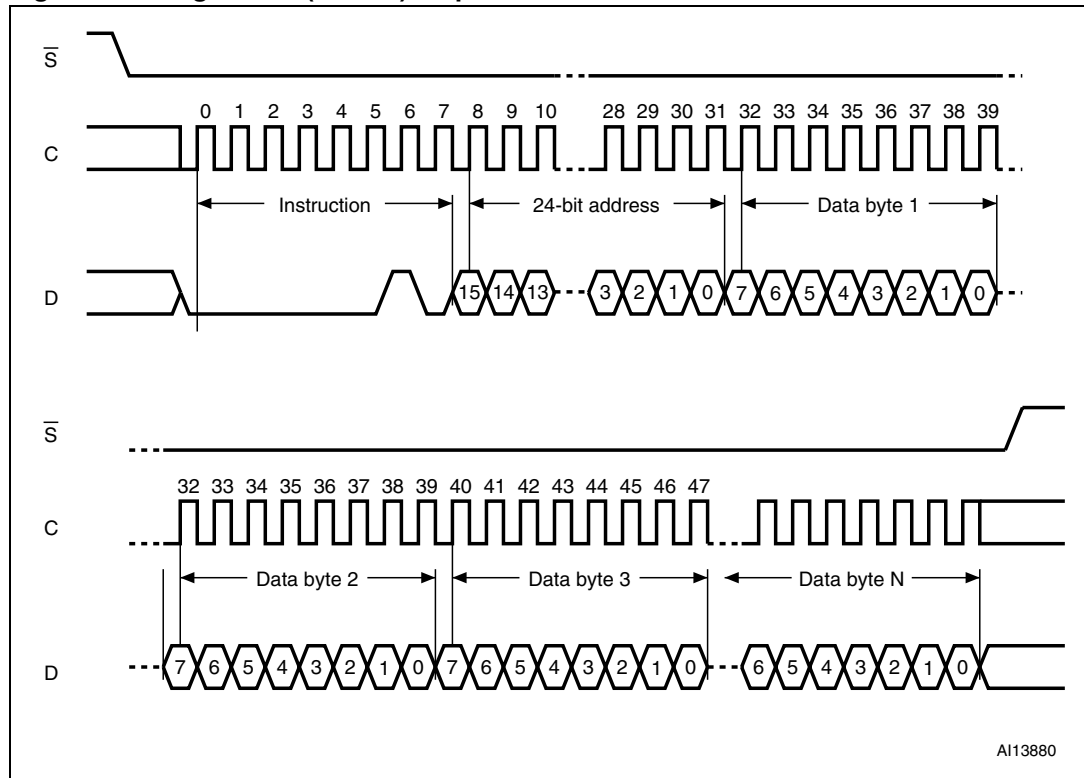 S
0 1 2 3 4 5 6 7 8 9 10 28 29 30 31 32 33 34 35 36 37 38 39
C
Instruction 24-bit address Data byte 1
D 15 14 13 3 2 1 0 7 6 5 4 3 2 1 0
S
32 33 34 35 36 37 38 39 40 41 42 43 44 45 46 47
C
Data byte 2 Data byte 3 Data byte N
D 7 6 5 4 3 2 1 0 7 6 5 4 3 2 1 0 6 5 4 3 2 1 0
AI13880